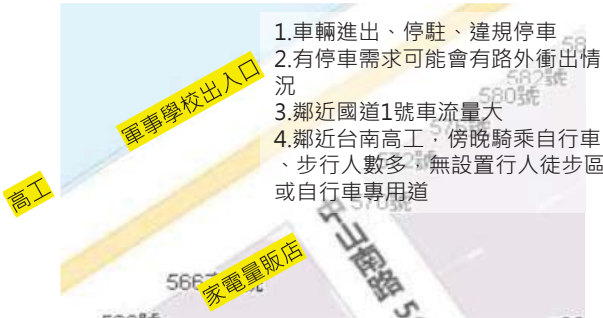 1.車輛進出、停駐、違規停車
2.有停車需求可能會有路外衝出情
況
3.鄰近國道1號車流量大
4.鄰近台南高工，傍晚騎乘自行車
、步行人數多，無設置行人徒步區
或自行車專用道
582號
580號
軍事學校出入口
高工
570號
中山南路
家電量販店
566